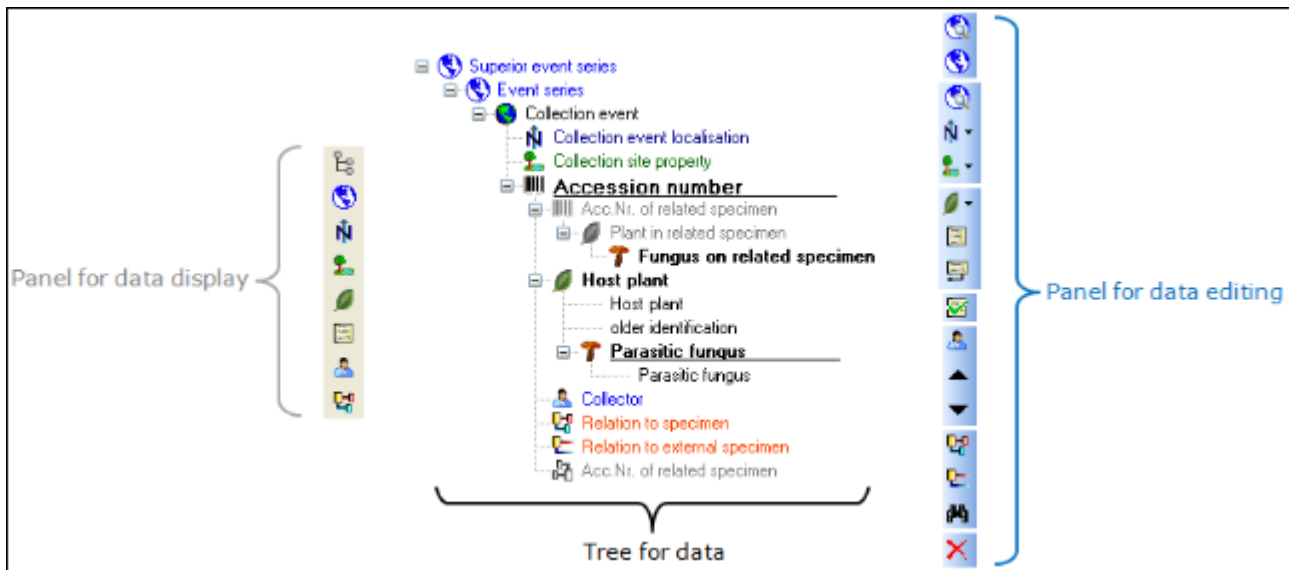 Superior event series
Event series
Collection event
Collection event localisation
Collection site property
Accession number
Acc.Nr. of related specimen
Plant in related specimen
Fungus on related specimen
Host plant
Host plant
older identification
Parasitic fungus
Parasitic fungus
Collector
Relation to specimen
Relation to external specimen
Acc.Nr. of related specimen
Panel for data display
Panel for data editing
Tree for data